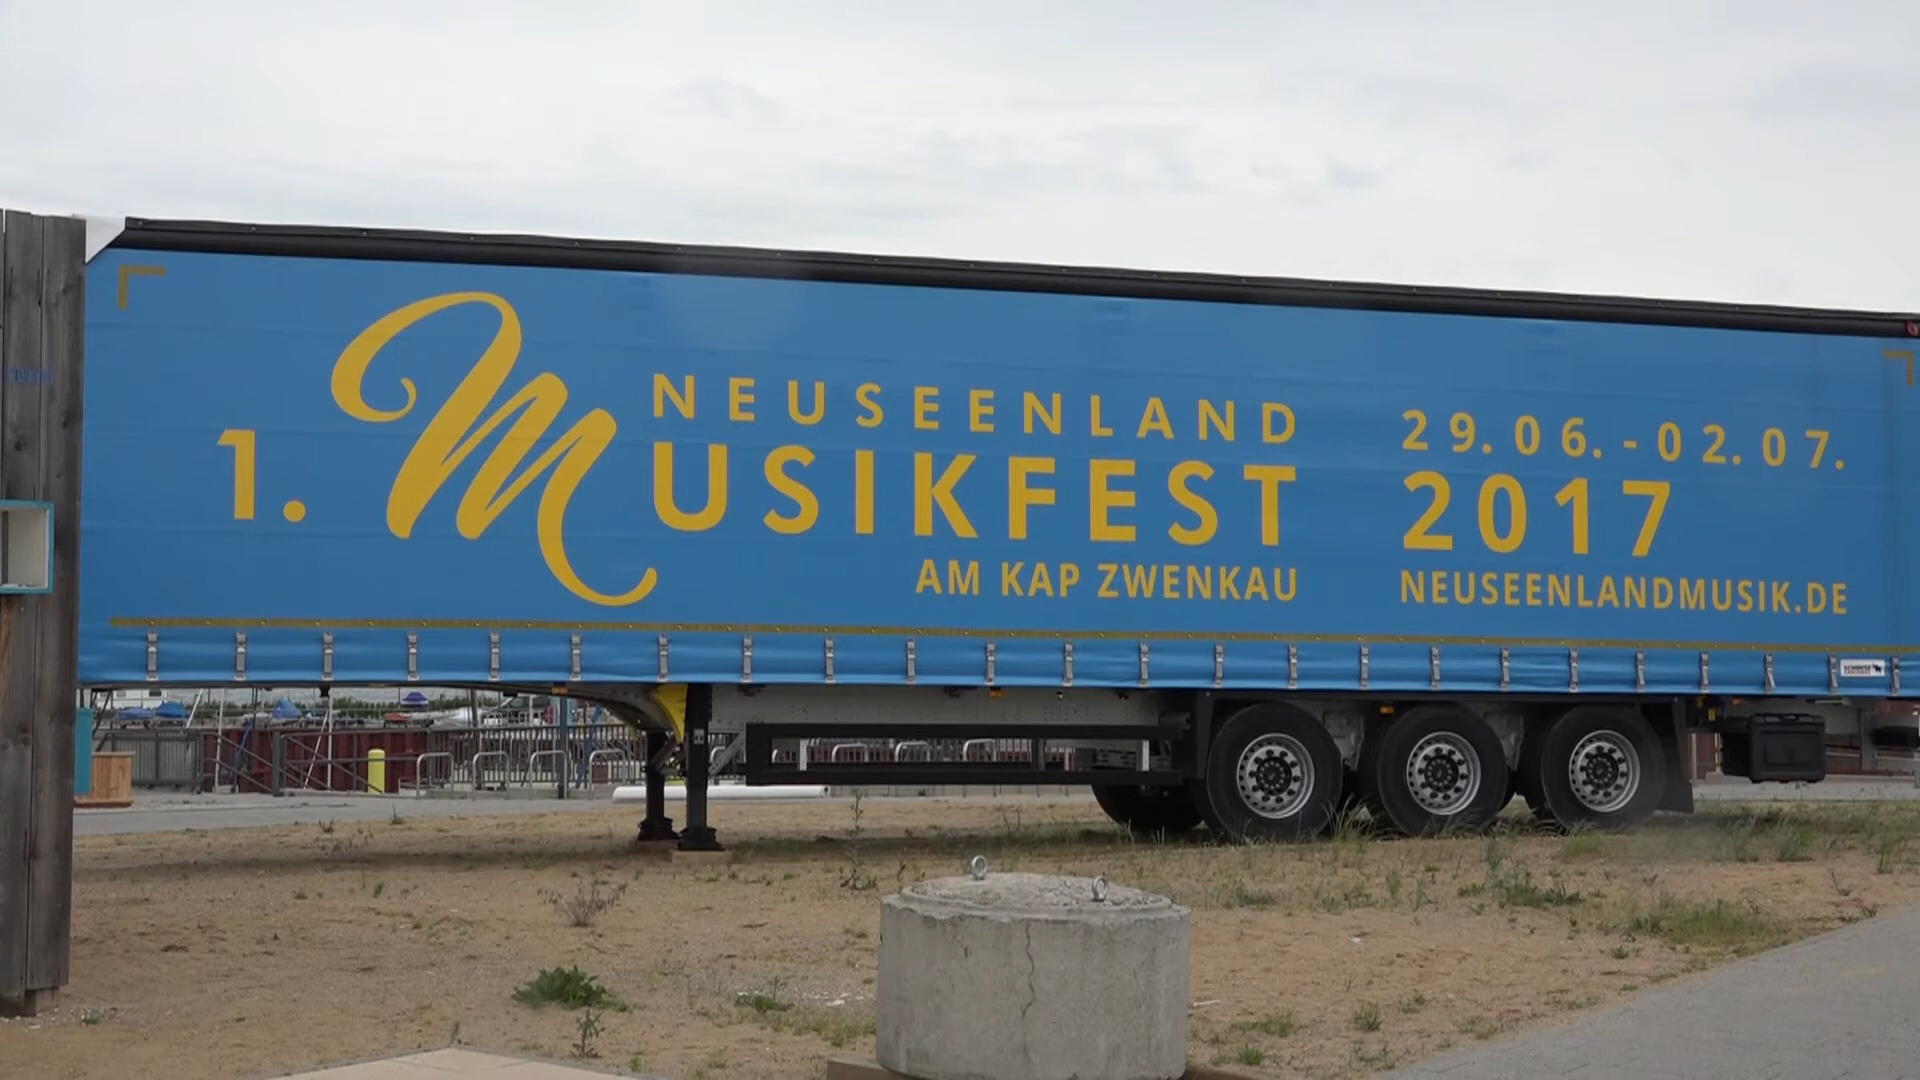 1. NEUSEENLAND
MUSIKFEST
AM KAP ZWENKAU
29.06.-02.07.
2017
NEUSEENLANDMUSIK.DE